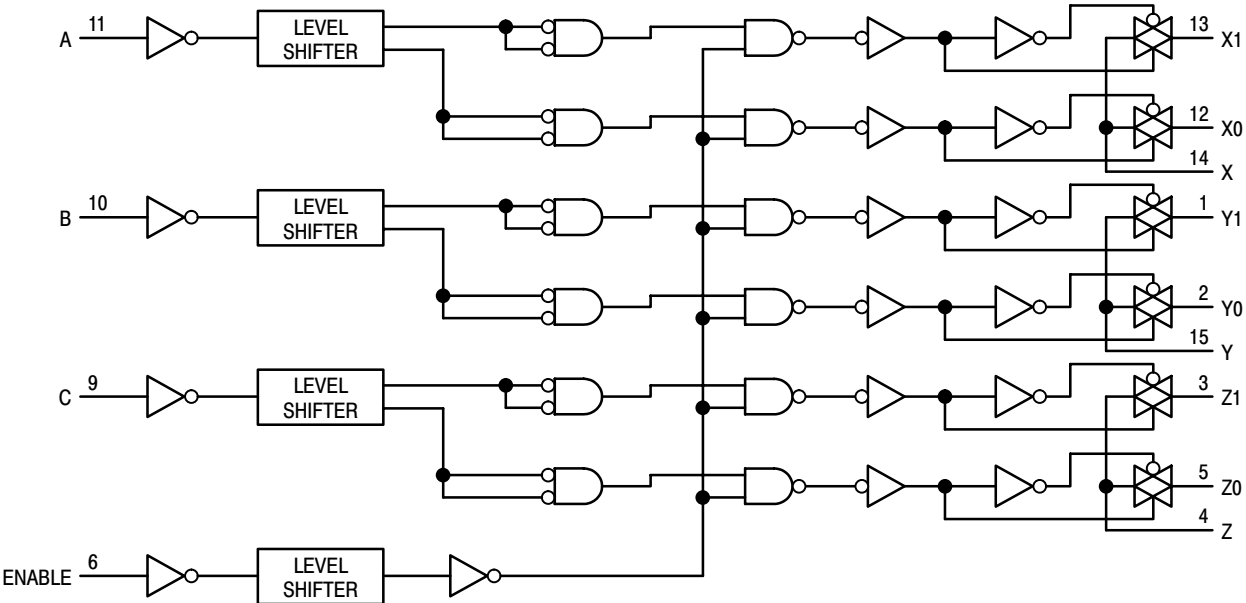 A 11 LEVEL SHIFTER 13 X1
12 X0
14 X
B 10 LEVEL SHIFTER 1 Y1
2 Y0
15 Y
C 9 LEVEL SHIFTER 3 Z1
5 Z0
4 Z
ENABLE 6 LEVEL SHIFTER